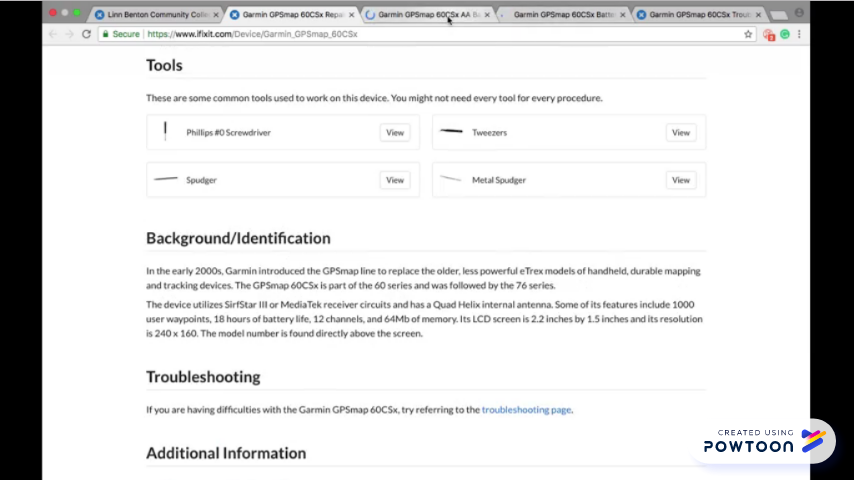 Linn Benton Community Colle
Garmin GPSmap 60CSx Repai
Garmin GPSmap 60CSx AA Ba
Garmin GPSmap 60CSx Batte
Garmin GPSmap 60CSx Troub
Secure https://www.ifixit.com/Device/Garmin_GPSmap_60CSx
Tools
These are some common tools used to work on this device. You might not need every tool for every procedure.
Phillips #0 Screwdriver View
Tweezers View
Spudger View
Metal Spudger View
Background/Identification
In the early 2000s, Garmin introduced the GPSmap line to replace the older, less powerful eTrex models of handheld, durable mapping
and tracking devices. The GPSmap 60CSx is part of the 60 series and was followed by the 76 series.
The device utilizes SirfStar III or MediaTek receiver circuits and has a Quad Helix internal antenna. Some of its features include 1000
user waypoints, 18 hours of battery life, 12 channels, and 64Mb of memory. Its LCD screen is 2.2 inches by 1.5 inches and its resolution
is 240 x 160. The model number is found directly above the screen.
Troubleshooting
If you are having difficulties with the Garmin GPSmap 60CSx, try referring to the troubleshooting page.
Additional Information
CREATED USING
POWTOON